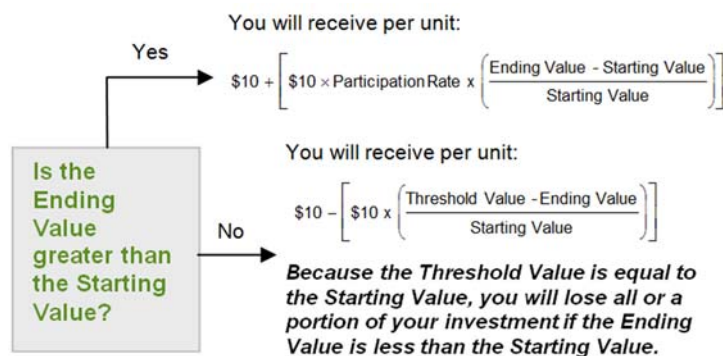 You will receive per unit:
Yes
$10 + [ $10 × Participation Rate x ( Ending Value - Starting Value / Starting Value ) ]
You will receive per unit:
Is the
Ending
Value
greater than
the Starting
Value?
No
$10 – [ $10 x ( Threshold Value - Ending Value / Starting Value ) ]
Because the Threshold Value is equal to
the Starting Value, you will lose all or a
portion of your investment if the Ending
Value is less than the Starting Value.